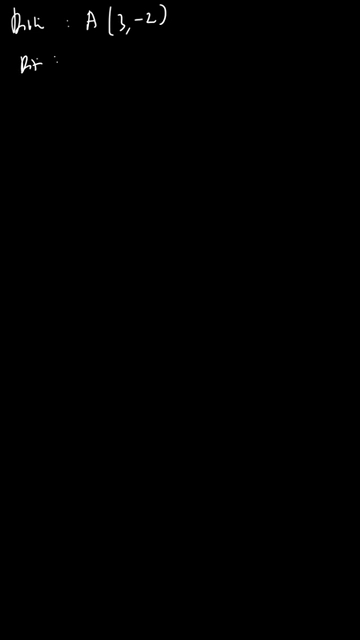 Dik : A (3, -2)
Dit :